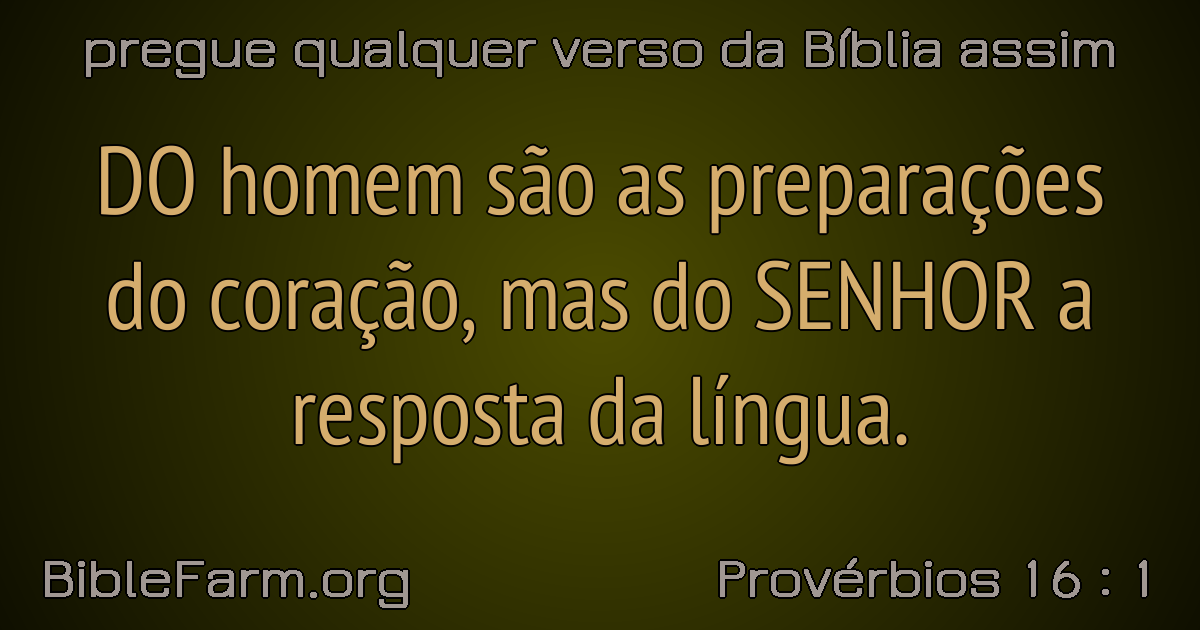 pregue qualquer verso da Bíblia assim
DO homem são as preparações
do coração, mas do SENHOR a
resposta da língua.
BibleFarm.org
Provérbios 16 : 1